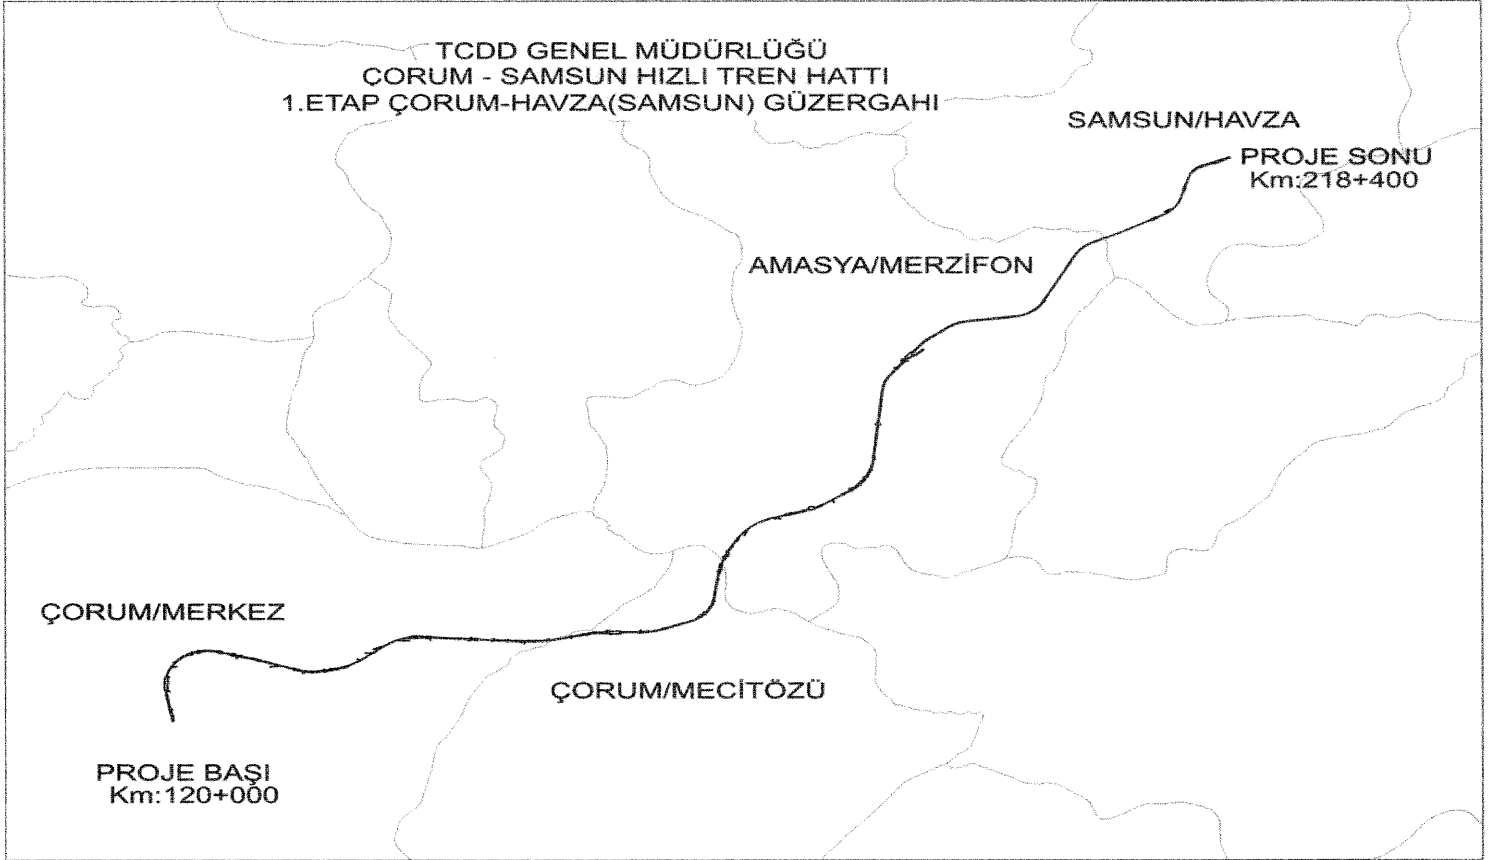 TCDD GENEL MÜDÜRLÜĞÜ
ÇORUM - SAMSUN HIZLI TREN HATTI
1.ETAP ÇORUM-HAVZA(SAMSUN) GÜZERGAHI
SAMSUN/HAVZA
PROJE SONU
Km:218+400
AMASYA/MERZİFON
ÇORUM/MERKEZ
ÇORUM/MECİTÖZÜ
PROJE BAŞI
Km:120+000